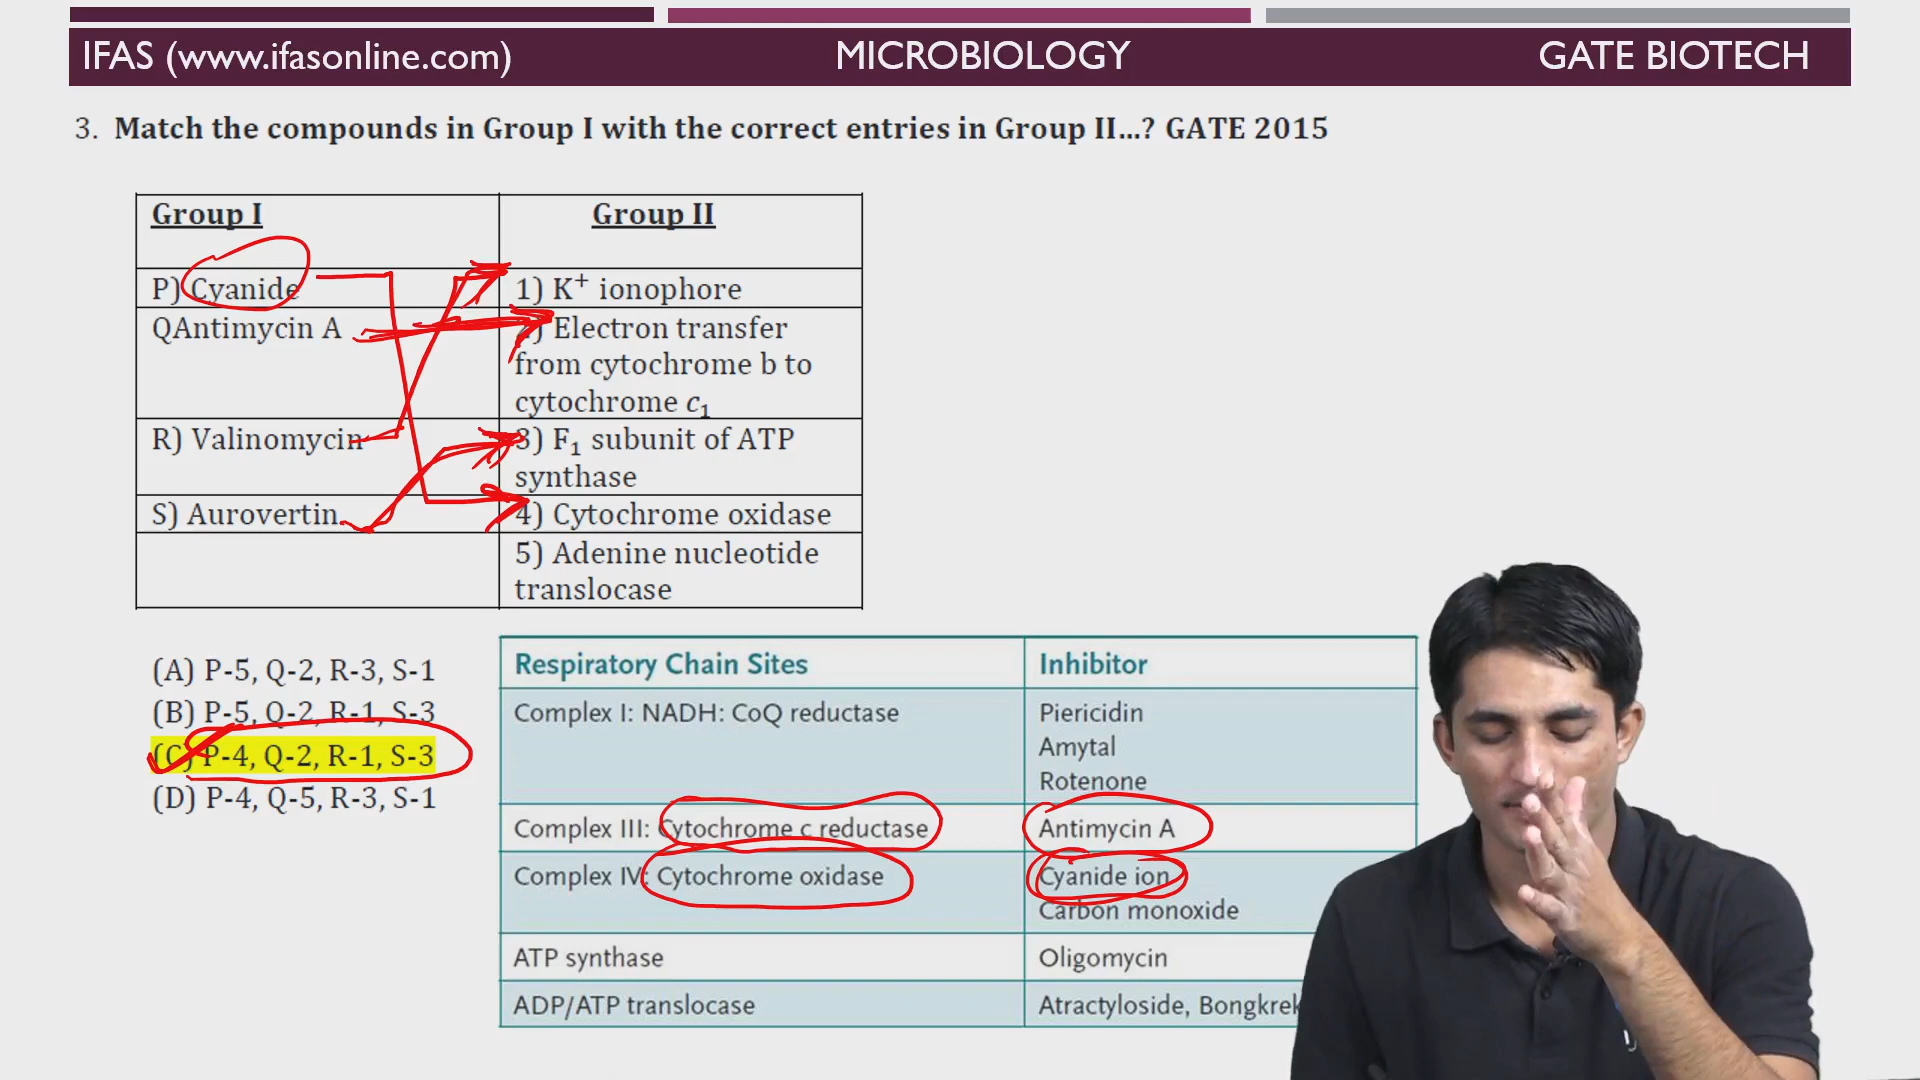 IFAS (www.ifasonline.com) MICROBIOLOGY GATE BIOTECH
3. Match the compounds in Group I with the correct entries in Group II...? GATE 2015
Group I Group II
P) Cyanide 1) K⁺ ionophore
QAntimycin A 2) Electron transfer
from cytochrome b to
cytochrome c₁
R) Valinomycin 3) F₁ subunit of ATP
synthase
S) Aurovertin 4) Cytochrome oxidase
5) Adenine nucleotide
translocase
(A) P-5, Q-2, R-3, S-1
(B) P-5, Q-2, R-1, S-3
(C) P-4, Q-2, R-1, S-3
(D) P-4, Q-5, R-3, S-1
Respiratory Chain Sites Inhibitor
Complex I: NADH: CoQ reductase Piericidin
Amytal
Rotenone
Complex III: Cytochrome c reductase Antimycin A
Complex IV: Cytochrome oxidase Cyanide ion
Carbon monoxide
ATP synthase Oligomycin
ADP/ATP translocase Atractyloside, Bongkrek